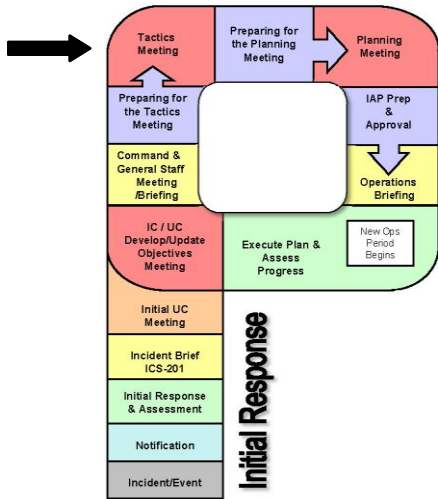 Tactics
Meeting
Preparing for
the Planning
Meeting
Planning
Meeting
Preparing for
the Tactics
Meeting
IAP Prep
&
Approval
Command &
General Staff
Meeting
/Briefing
Operations
Briefing
IC / UC
Develop/Update
Objectives
Meeting
Execute Plan &
Assess
Progress
New Ops
Period
Begins
Initial UC
Meeting
Incident Brief
ICS-201
Initial Response
& Assessment
Notification
Incident/Event
Initial Response